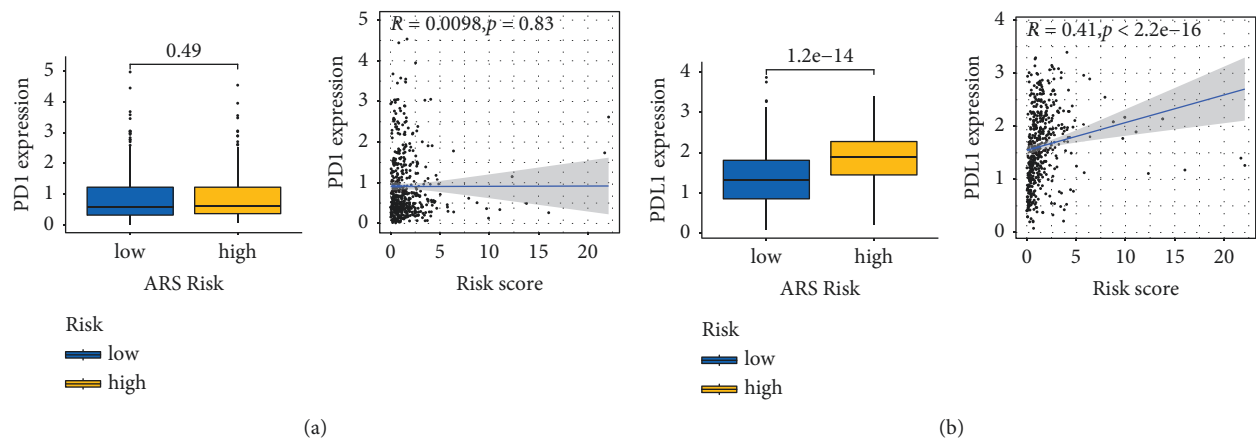 0.49
PD1 expression
5
4
3
2
1
0
low
high
ARS Risk
Risk
low
high
R = 0.0098,p = 0.83
PD1 expression
5
4
3
2
1
0
0
5
10
15
20
Risk score
(a)
1.2e−14
PDL1 expression
4
3
2
1
0
low
high
ARS Risk
Risk
low
high
R = 0.41,p < 2.2e−16
PDL1 expression
4
3
2
1
0
0
5
10
15
20
Risk score
(b)